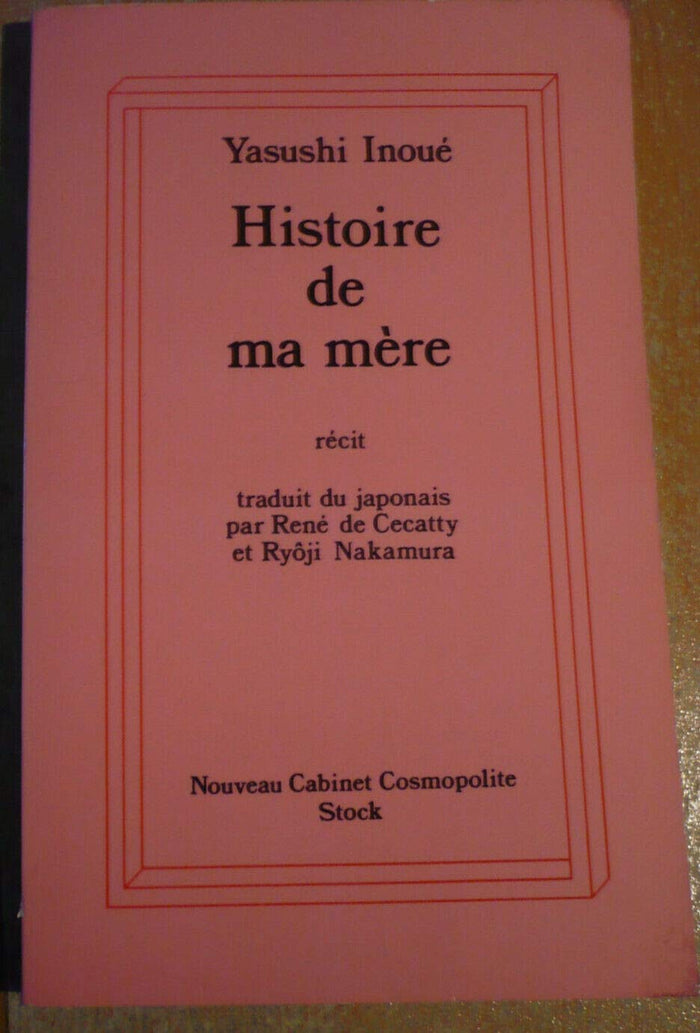 Yasushi Inoué
Histoire
de
ma mère
récit
traduit du japonais
par René de Cecatty
et Ryôji Nakamura
Nouveau Cabinet Cosmopolite
Stock